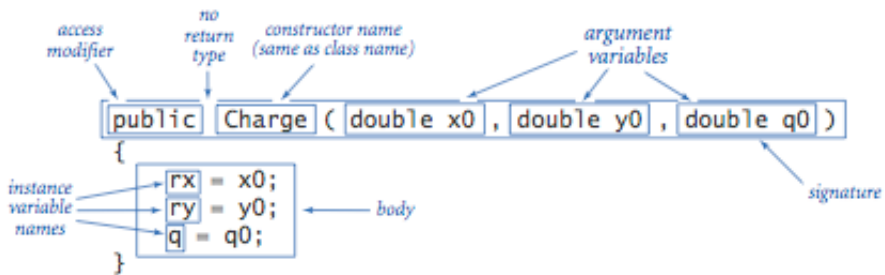 access modifier
no return type
constructor name (same as class name)
argument variables
public Charge ( double x0 , double y0 , double q0 )
{
instance variable names
rx = x0;
ry = y0;
q = q0;
body
signature
}